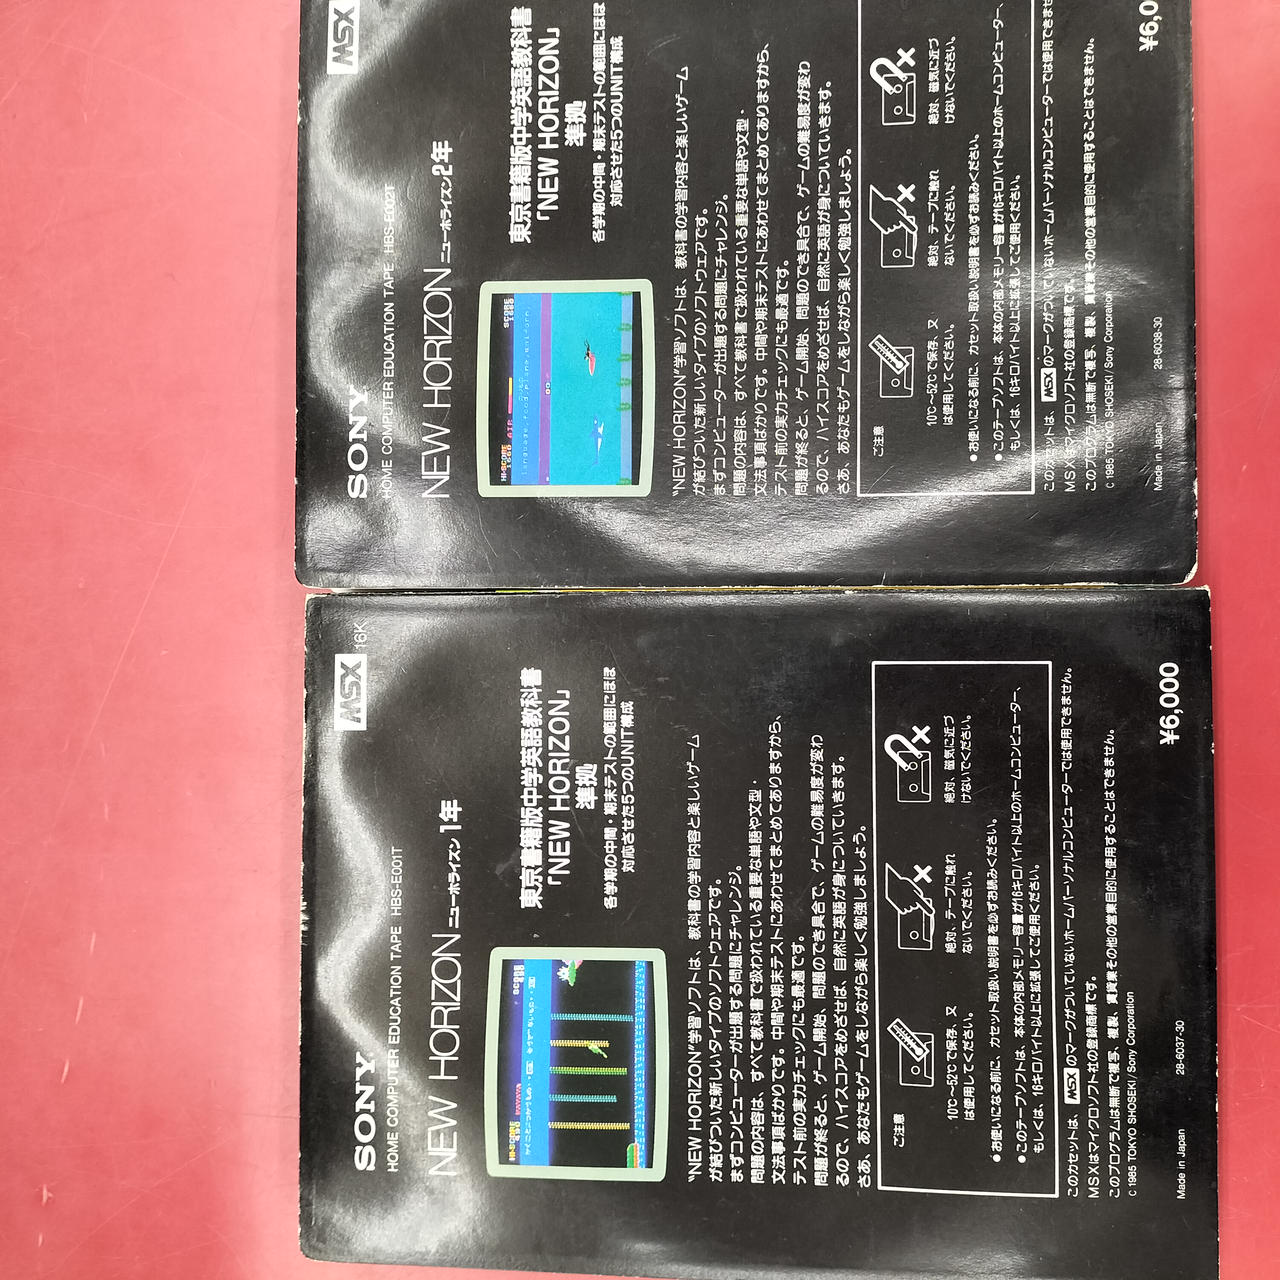 SONY
MSX 16K
HOME COMPUTER EDUCATION TAPE HBS-E001T
NEW HORIZON ニューホライズン 1年
東京書籍版中学英語教科書
「NEW HORIZON」
準拠
各学期の中間・期末テストの範囲にほぼ
対応させた5つのUNIT構成
HI-SCORE
SCORE
"NEW HORIZON"学習ソフトは、教科書の学習内容と楽しいゲーム
が結びついた新しいタイプのソフトウェアです。
まずコンピューターが出題する問題にチャレンジ。
問題の内容は、すべて教科書で扱われている重要な単語や文型・
文法事項ばかりです。中間や期末テストにあわせてまとめてありますから、
テスト前の実力チェックにも最適です。
問題が終ると、ゲーム開始、問題のでき具合で、ゲームの難易度が変わ
るので、ハイスコアをめざせば、自然に英語が身についていきます。
さあ、あなたもゲームをしながら楽しく勉強しましょう。
ご注意
10℃〜52℃で保存、又
は使用してください。
絶対、テープに触れ
ないでください。
絶対、磁気に近づ
けないでください。
●お使いになる前に、カセット取扱い説明書を必ずお読みください。
●このテープソフトは、本体の内部メモリー容量が16キロバイト以上のホームコンピューター、
もしくは、16キロバイト以上に拡張してご使用ください。
このカセットは、MSXのマークがついていないホームパーソナルコンピューターでは使用できません。
MSXはマイクロソフト社の登録商標です。
このプログラムは無断で複写、複製、賃貸業その他の営業目的に使用することはできません。
© 1985 TOKYO SHOSEKI / Sony Corporation
Made in Japan
28-6037-30
¥6,000
SONY
MSX
HOME COMPUTER EDUCATION TAPE HBS-E002T
NEW HORIZON ニューホライズン 2年
東京書籍版中学英語教科書
「NEW HORIZON」
準拠
各学期の中間・期末テストの範囲にほぼ
対応させた5つのUNIT構成
HI-SCORE
AIR
SCORE
language,food,plane,uniform,
"NEW HORIZON"学習ソフトは、教科書の学習内容と楽しいゲーム
が結びついた新しいタイプのソフトウェアです。
まずコンピューターが出題する問題にチャレンジ。
問題の内容は、すべて教科書で扱われている重要な単語や文型・
文法事項ばかりです。中間や期末テストにあわせてまとめてありますから、
テスト前の実力チェックにも最適です。
問題が終ると、ゲーム開始、問題のでき具合で、ゲームの難易度が変わ
るので、ハイスコアをめざせば、自然に英語が身についていきます。
さあ、あなたもゲームをしながら楽しく勉強しましょう。
ご注意
10℃〜52℃で保存、又
は使用してください。
絶対、テープに触れ
ないでください。
絶対、磁気に近づ
けないでください。
●お使いになる前に、カセット取扱い説明書を必ずお読みください。
●このテープソフトは、本体の内部メモリー容量が16キロバイト以上のホームコンピューター、
もしくは、16キロバイト以上に拡張してご使用ください。
このカセットは、MSXのマークがついていないホームパーソナルコンピューターでは使用できませ
MSXはマイクロソフト社の登録商標です。
このプログラムは無断で複写、複製、賃貸業その他の営業目的に使用することはできません。
© 1985 TOKYO SHOSEKI / Sony Corporation
Made in Japan
28-6038-30
¥6,0